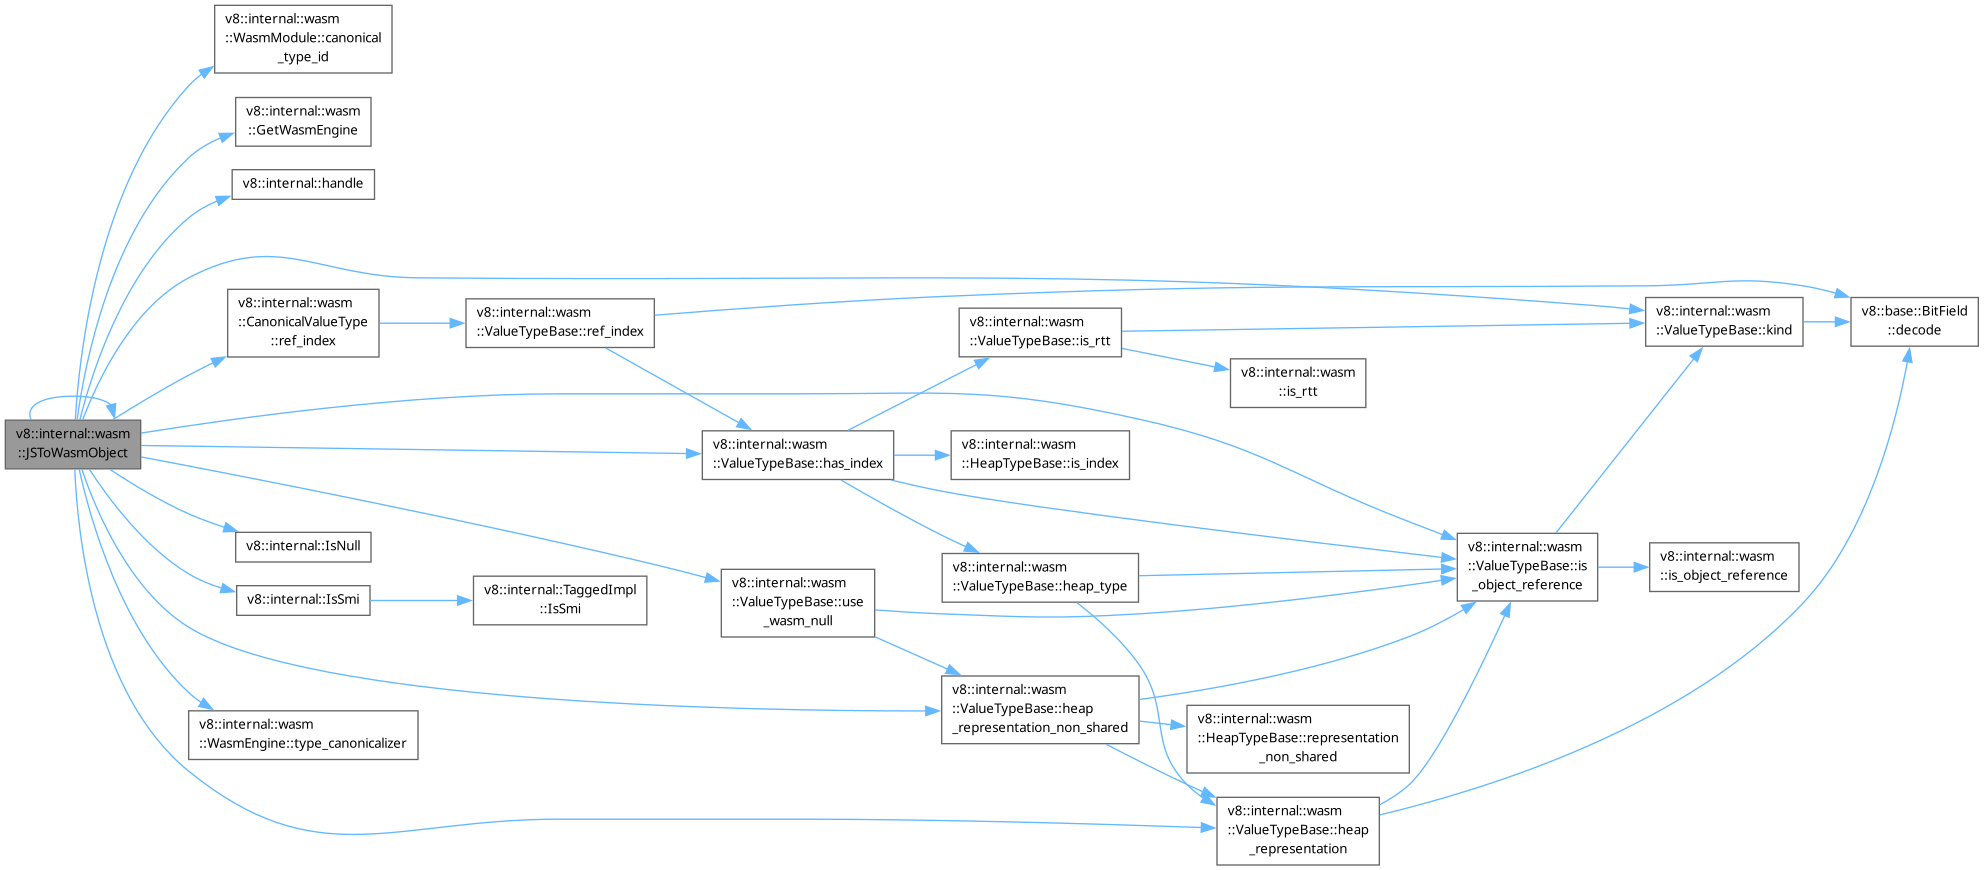 v8::internal::wasm
::WasmModule::canonical
_type_id
v8::internal::wasm
::GetWasmEngine
v8::internal::handle
v8::internal::wasm
::CanonicalValueType
::ref_index
v8::internal::wasm
::ValueTypeBase::ref_index
v8::internal::wasm
::ValueTypeBase::is_rtt
v8::internal::wasm
::ValueTypeBase::kind
v8::base::BitField
::decode
v8::internal::wasm
::is_rtt
v8::internal::wasm
::JSToWasmObject
v8::internal::wasm
::ValueTypeBase::has_index
v8::internal::wasm
::HeapTypeBase::is_index
v8::internal::IsNull
v8::internal::wasm
::ValueTypeBase::heap_type
v8::internal::wasm
::ValueTypeBase::is
_object_reference
v8::internal::wasm
::is_object_reference
v8::internal::IsSmi
v8::internal::TaggedImpl
::IsSmi
v8::internal::wasm
::ValueTypeBase::use
_wasm_null
v8::internal::wasm
::ValueTypeBase::heap
_representation_non_shared
v8::internal::wasm
::WasmEngine::type_canonicalizer
v8::internal::wasm
::HeapTypeBase::representation
_non_shared
v8::internal::wasm
::ValueTypeBase::heap
_representation